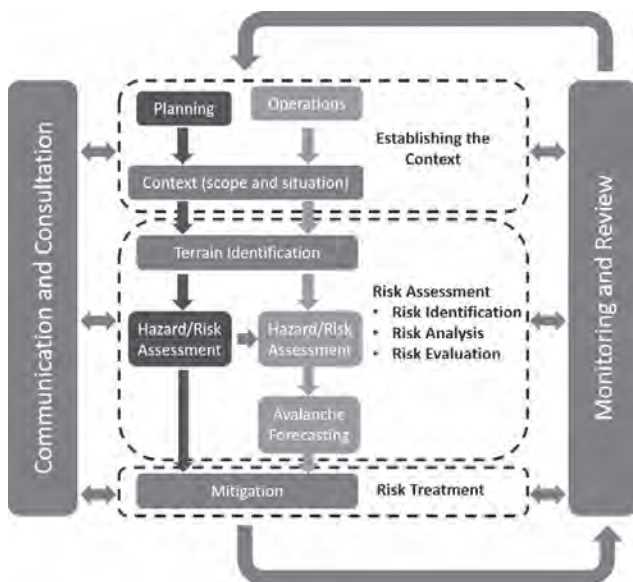 Communication and Consultation
Planning
Operations
Establishing the
Context
Context (scope and situation)
Terrain Identification
Hazard/Risk
Assessment
Hazard/Risk
Assessment
Risk Assessment
• Risk Identification
• Risk Analysis
• Risk Evaluation
Avalanche
Forecasting
Mitigation
Risk Treatment
Monitoring and Review